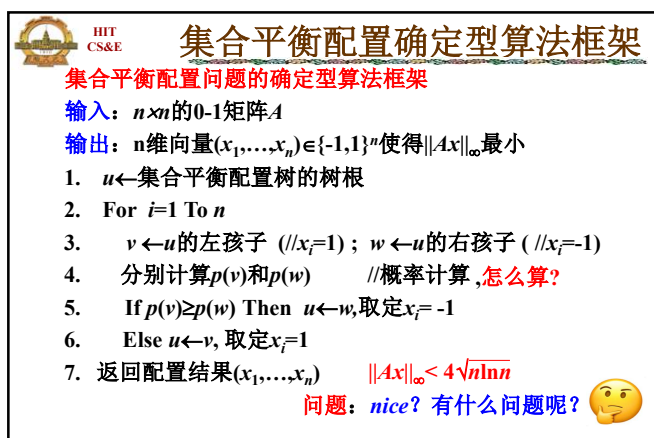 HIT
CS&E
集合平衡配置确定型算法框架
集合平衡配置问题的确定型算法框架
输入：n×n的0-1矩阵A
输出：n维向量(x₁,…,xₙ)∈{-1,1}ⁿ使得||Ax||∞最小
1. u←集合平衡配置树的树根
2. For i=1 To n
3. v ←u的左孩子 (//xᵢ=1) ; w ←u的右孩子 ( //xᵢ=-1)
4. 分别计算p(v)和p(w) //概率计算 ,怎么算?
5. If p(v)≥p(w) Then u←w,取定xᵢ= -1
6. Else u←v, 取定xᵢ=1
7. 返回配置结果(x₁,…,xₙ) ||Ax||∞< 4√nlnn
问题：nice？有什么问题呢？